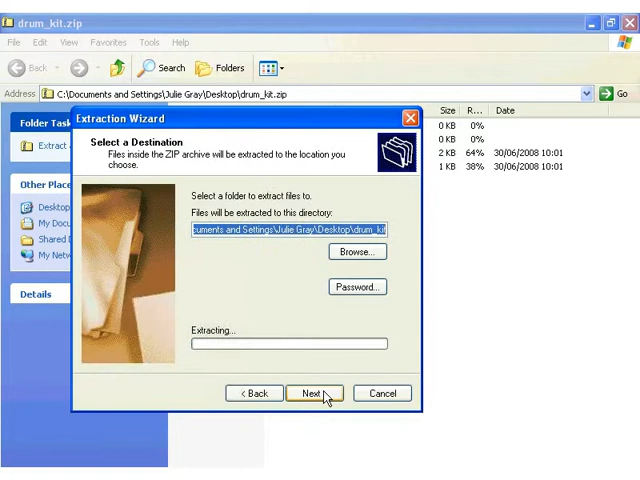 drum_kit.zip
File Edit View Favorites Tools Help
Back Search Folders
Address C:\Documents and Settings\Julie Gray\Desktop\drum_kit.zip Go
Folder Task
Extract
Other Place
Desktop
My Docu
Shared D
My Netw
Details
Size R... Date
0 KB 0%
0 KB 0%
2 KB 64% 30/06/2008 10:01
1 KB 38% 30/06/2008 10:01
Extraction Wizard
Select a Destination
Files inside the ZIP archive will be extracted to the location you
choose.
Select a folder to extract files to.
Files will be extracted to this directory:
cuments and Settings\Julie Gray\Desktop\drum_kit
Browse...
Password...
Extracting...
< Back Next Cancel